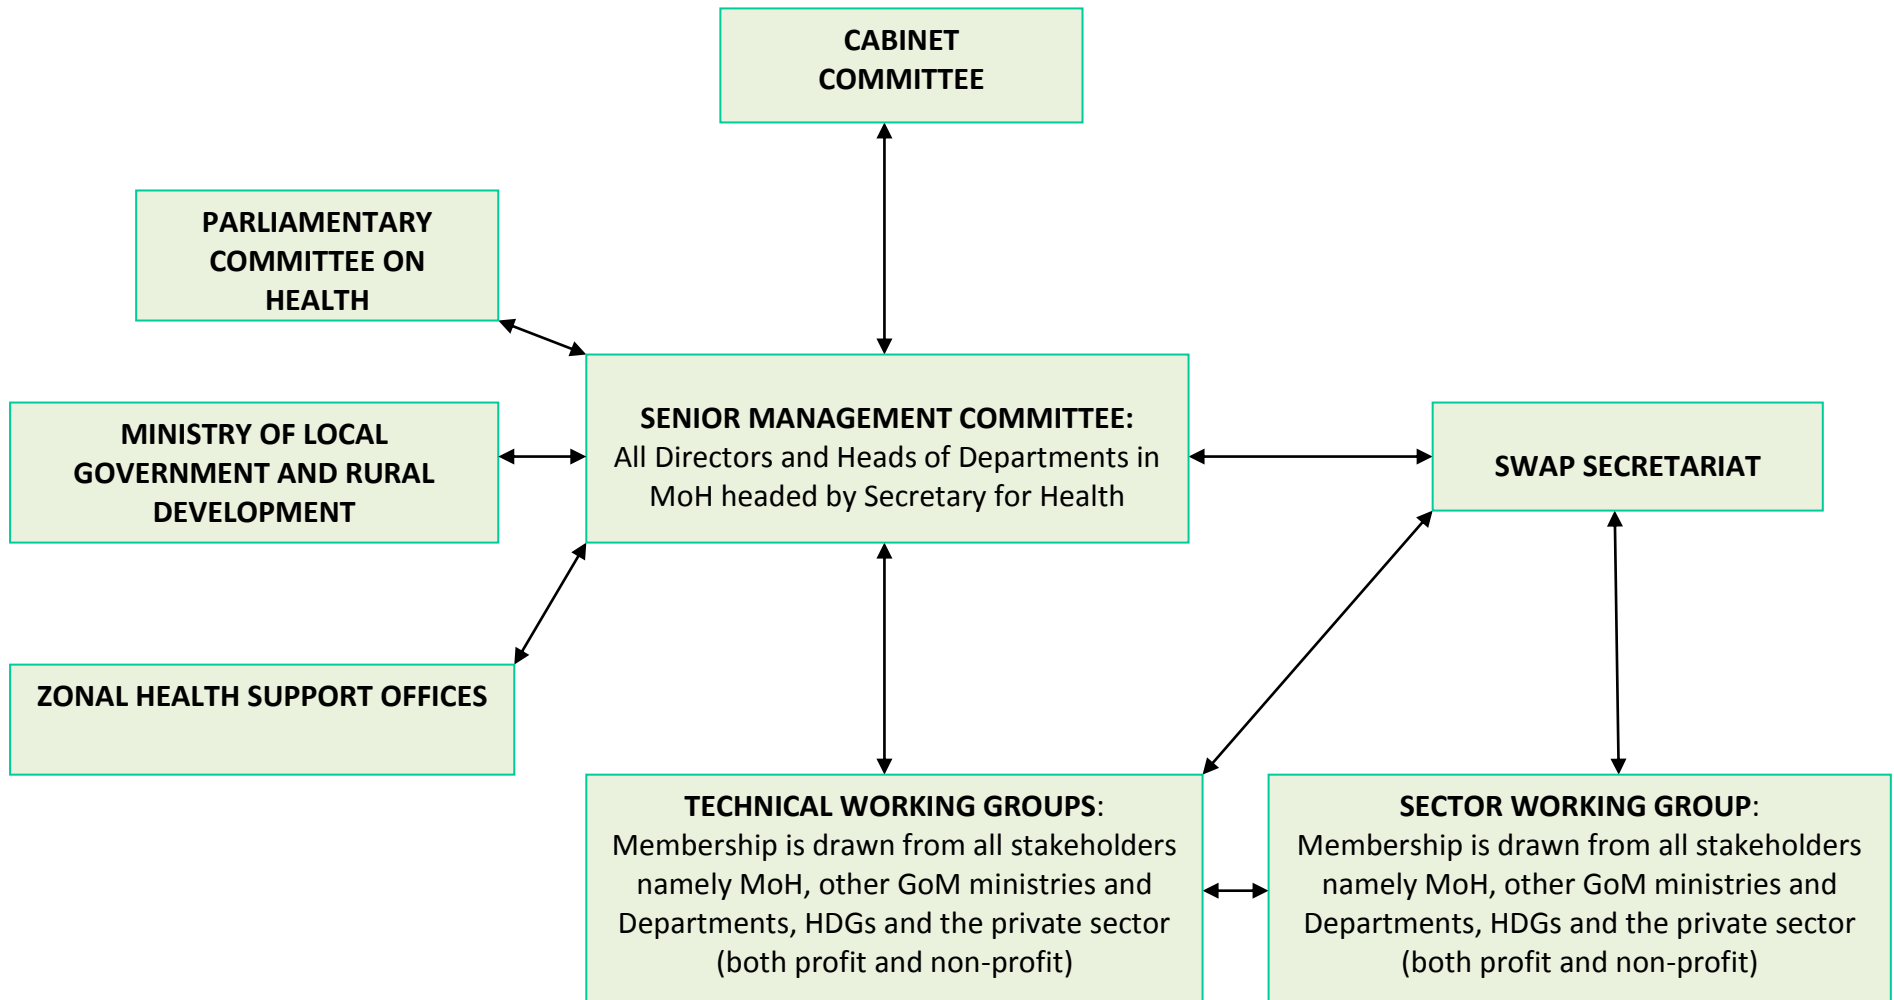 CABINET
COMMITTEE
PARLIAMENTARY
COMMITTEE ON
HEALTH
MINISTRY OF LOCAL
GOVERNMENT AND RURAL
DEVELOPMENT
SENIOR MANAGEMENT COMMITTEE:
All Directors and Heads of Departments in
MoH headed by Secretary for Health
SWAP SECRETARIAT
ZONAL HEALTH SUPPORT OFFICES
TECHNICAL WORKING GROUPS:
Membership is drawn from all stakeholders
namely MoH, other GoM ministries and
Departments, HDGs and the private sector
(both profit and non-profit)
SECTOR WORKING GROUP:
Membership is drawn from all stakeholders
namely MoH, other GoM ministries and
Departments, HDGs and the private sector
(both profit and non-profit)